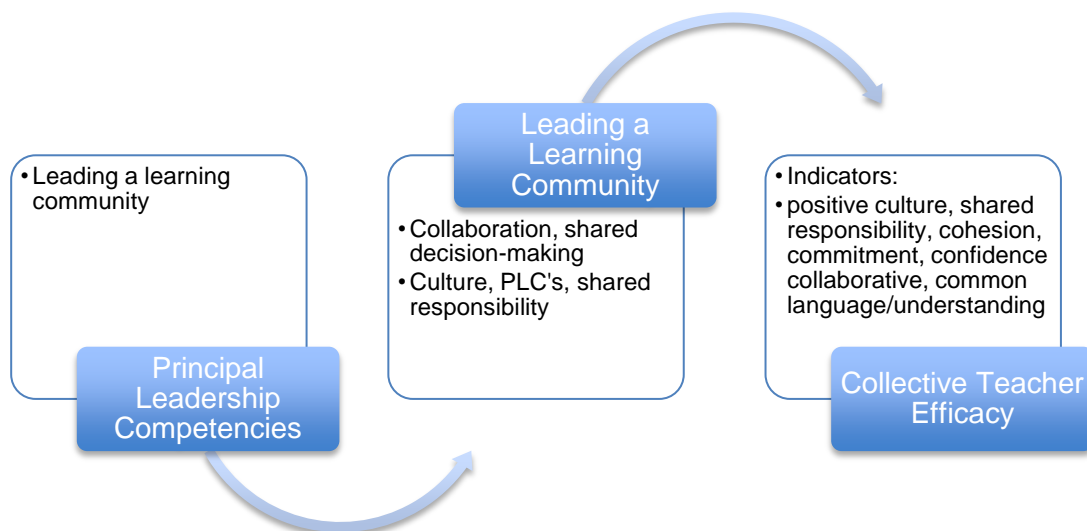 • Leading a learning
community
Principal
Leadership
Competencies
Leading a
Learning
Community
• Collaboration, shared
decision-making
• Culture, PLC's, shared
responsibility
• Indicators:
• positive culture, shared
responsibility, cohesion,
commitment, confidence
collaborative, common
language/understanding
Collective Teacher
Efficacy